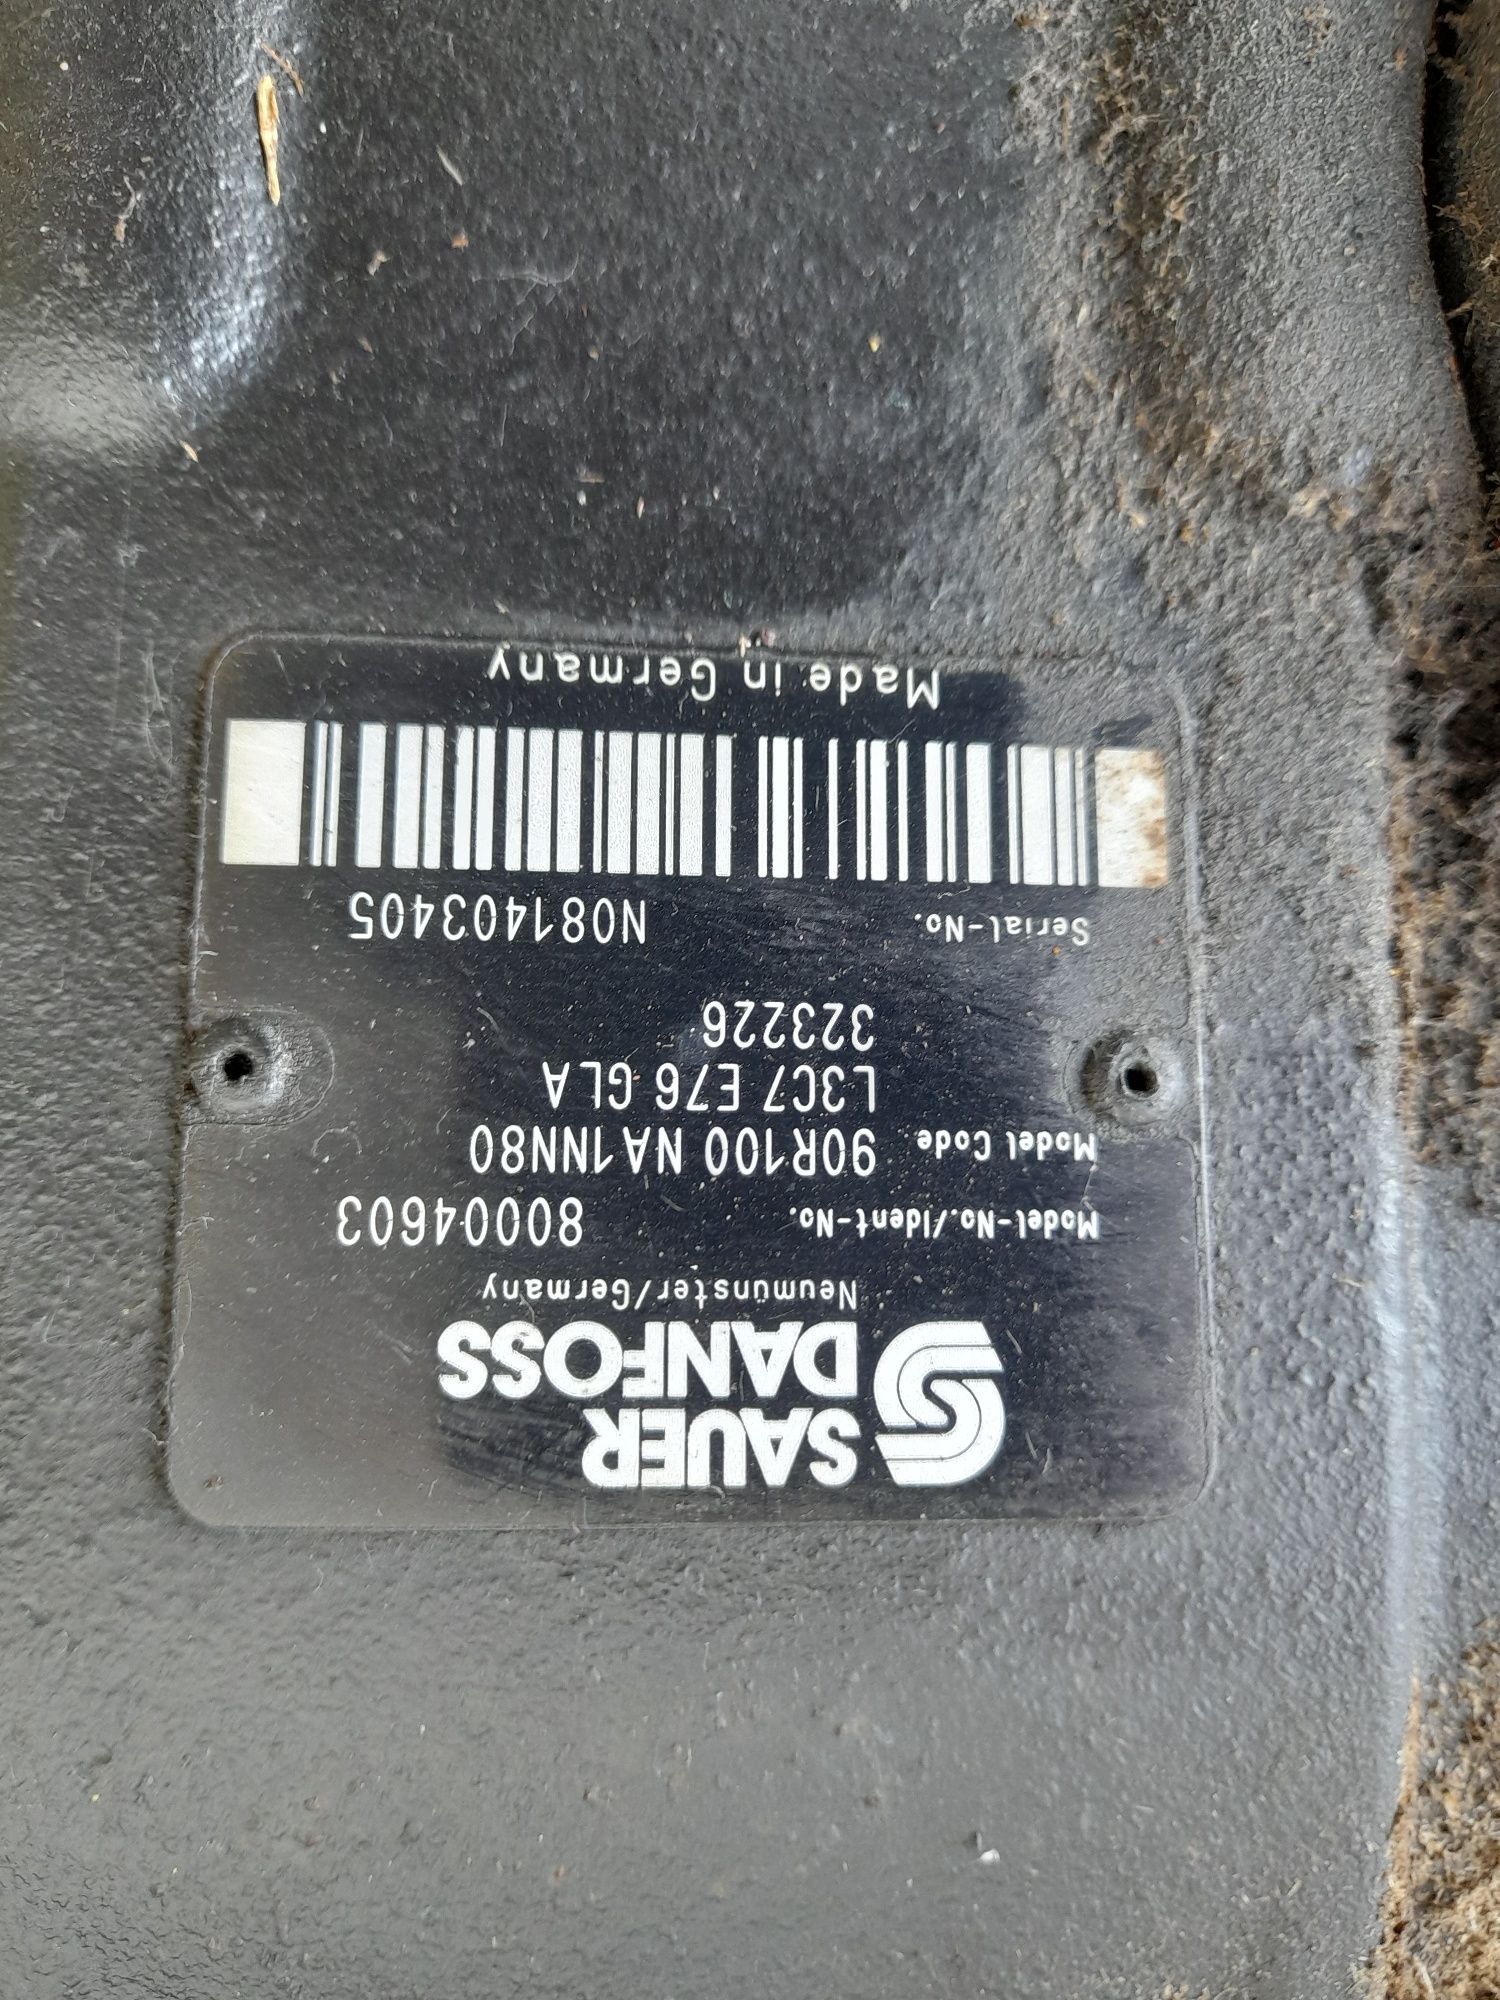 SAUER
DANFOSS
Neumünster/Germany
Model-No./Ident-No. 80004603
Model Code 90R100 NA1NN80
L3C7 E76 GLA
323226
Serial-No. N081403405
Made in Germany